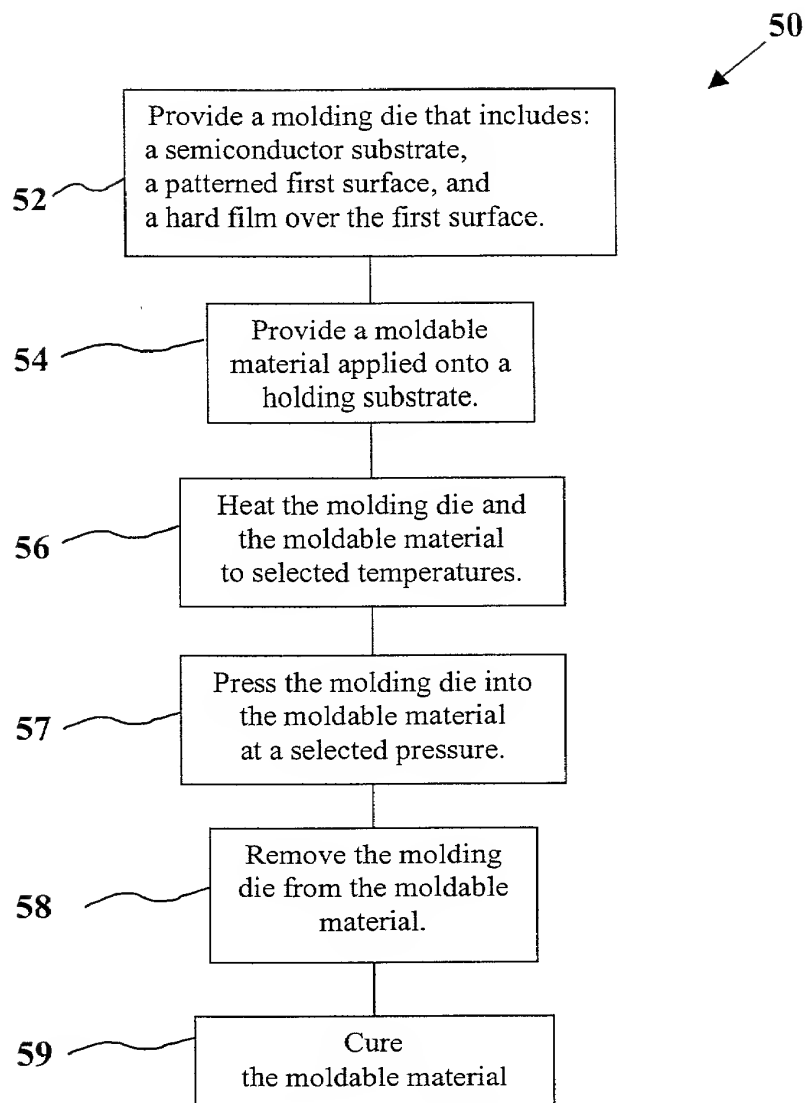 50
Provide a molding die that includes:
a semiconductor substrate,
a patterned first surface, and
a hard film over the first surface.
52
Provide a moldable
material applied onto a
holding substrate.
54
Heat the molding die and
the moldable material
to selected temperatures.
56
Press the molding die into
the moldable material
at a selected pressure.
57
Remove the molding
die from the moldable
material.
58
Cure
the moldable material
59